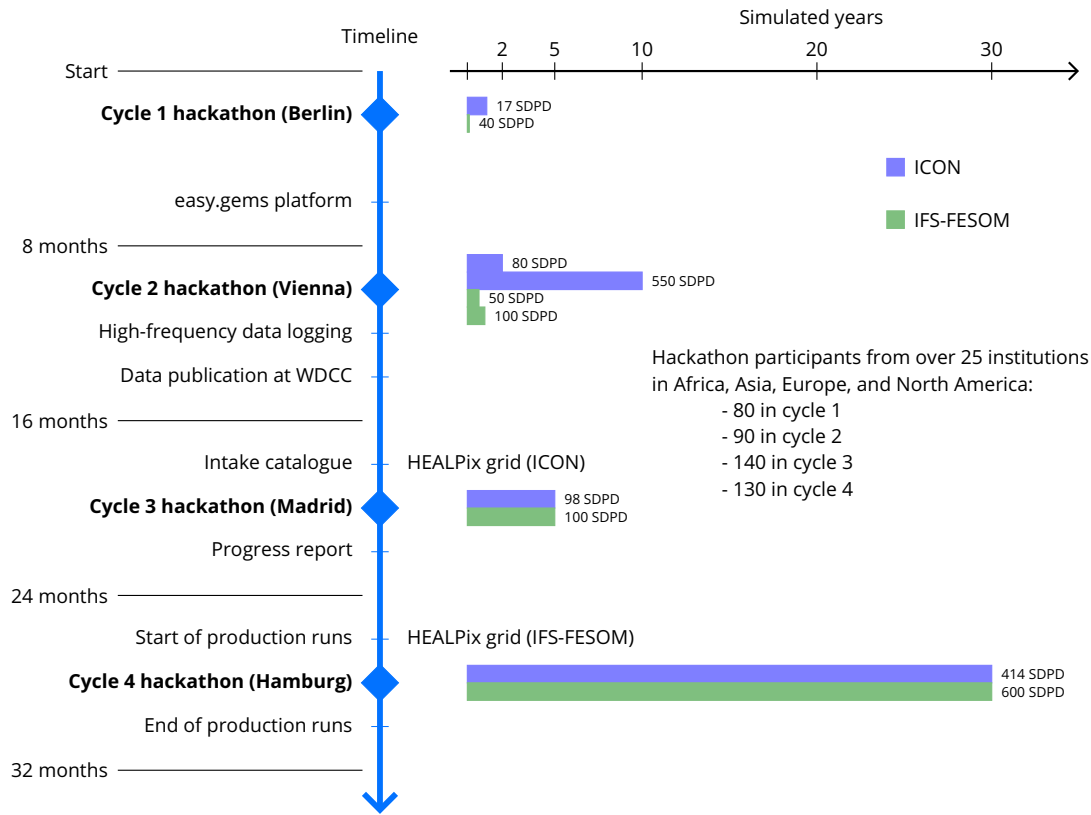 Simulated years
Timeline
2 5 10 20 30
Start
Cycle 1 hackathon (Berlin)
17 SDPD
40 SDPD
ICON
easy.gems platform
IFS-FESOM
8 months
80 SDPD
550 SDPD
Cycle 2 hackathon (Vienna)
50 SDPD
100 SDPD
High-frequency data logging
Hackathon participants from over 25 institutions
in Africa, Asia, Europe, and North America:
- 80 in cycle 1
- 90 in cycle 2
- 140 in cycle 3
- 130 in cycle 4
Data publication at WDCC
16 months
Intake catalogue
HEALPix grid (ICON)
98 SDPD
Cycle 3 hackathon (Madrid)
100 SDPD
Progress report
24 months
Start of production runs
HEALPix grid (IFS-FESOM)
414 SDPD
Cycle 4 hackathon (Hamburg)
600 SDPD
End of production runs
32 months